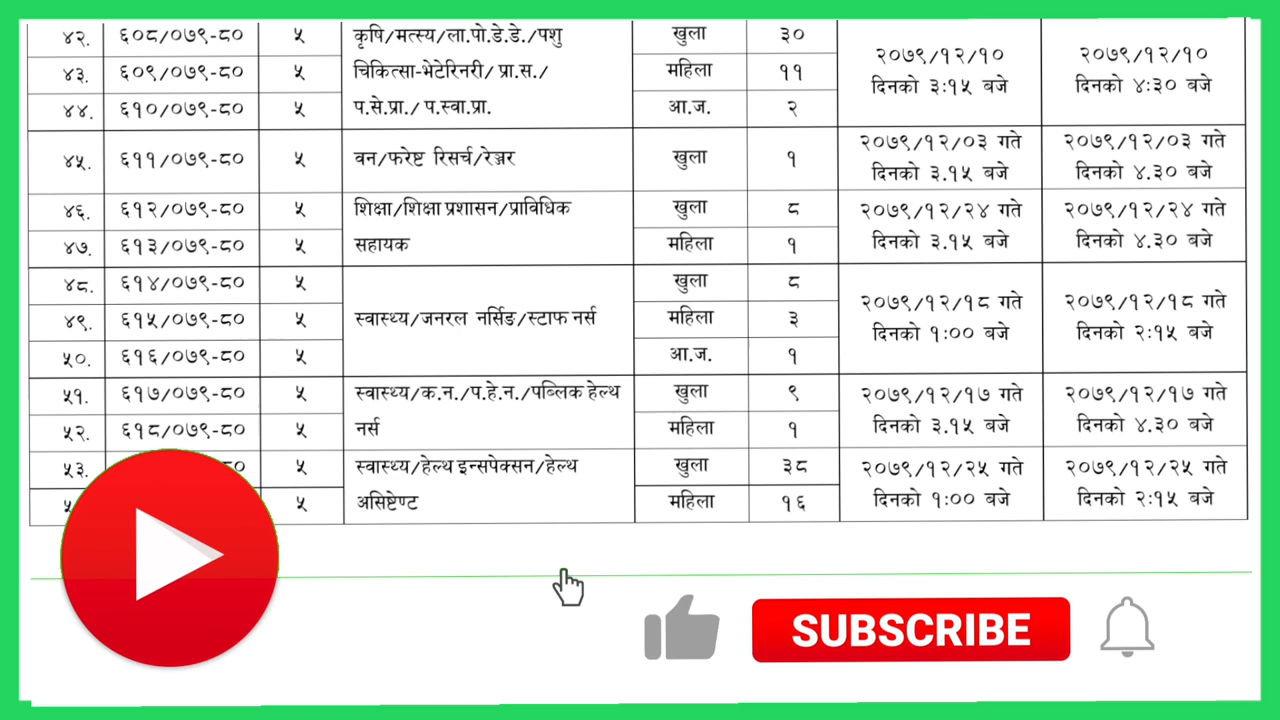 ४२. ६०८/०७९-८० ५ कृषि/मत्स्य/ला.पो.डे.डे./पशु खुला ३०
४३. ६०९/०७९-८० ५ चिकित्सा-भेटेरिनरी/ प्रा.स./ महिला ११ २०७९/१२/१० दिनको ३:१५ बजे २०७९/१२/१० दिनको ४:३० बजे
४४. ६१०/०७९-८० ५ प.से.प्रा./ प.स्वा.प्रा. आ.ज. २
४५. ६११/०७९-८० ५ वन/फरेष्ट रिसर्च/रेञ्जर खुला १ २०७९/१२/०३ गते दिनको ३.१५ बजे २०७९/१२/०३ गते दिनको ४.३० बजे
४६. ६१२/०७९-८० ५ शिक्षा/शिक्षा प्रशासन/प्राविधिक खुला ८ २०७९/१२/२४ गते २०७९/१२/२४ गते
४७. ६१३/०७९-८० ५ सहायक महिला १ दिनको ३.१५ बजे दिनको ४.३० बजे
४८. ६१४/०७९-८० ५ खुला ८
४९. ६१५/०७९-८० ५ स्वास्थ्य/जनरल नर्सिङ/स्टाफ नर्स महिला ३ २०७९/१२/१८ गते दिनको १:०० बजे २०७९/१२/१८ गते दिनको २:१५ बजे
५०. ६१६/०७९-८० ५ आ.ज. १
५१. ६१७/०७९-८० ५ स्वास्थ्य/क.न./प.हे.न./पब्लिक हेल्थ खुला ९ २०७९/१२/१७ गते २०७९/१२/१७ गते
५२. ६१८/०७९-८० ५ नर्स महिला १ दिनको ३.१५ बजे दिनको ४.३० बजे
५३. ८० ५ स्वास्थ्य/हेल्थ इन्सपेक्सन/हेल्थ खुला ३८ २०७९/१२/२५ गते २०७९/१२/२५ गते
५ असिष्टेण्ट महिला १६ दिनको १:०० बजे दिनको २:१५ बजे
SUBSCRIBE